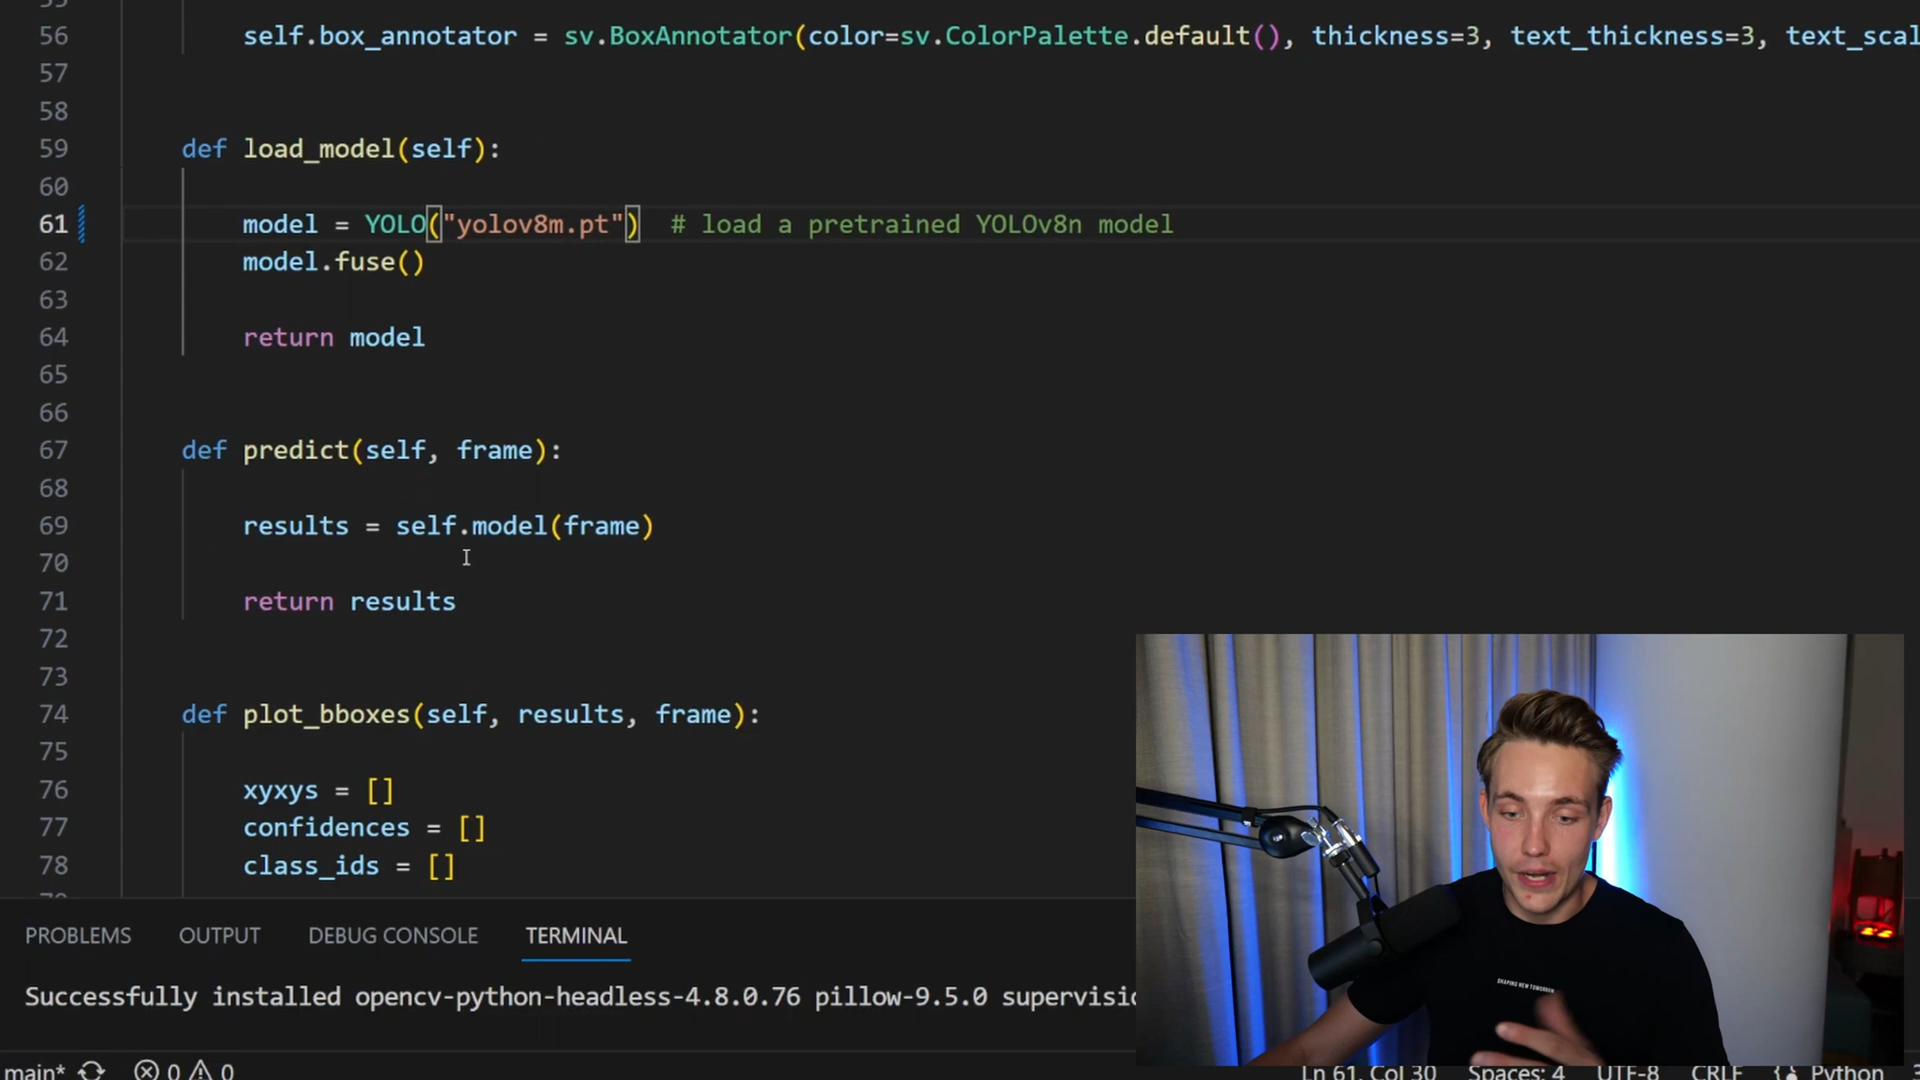 56 self.box_annotator = sv.BoxAnnotator(color=sv.ColorPalette.default(), thickness=3, text_thickness=3, text_scal
57
58
59 def load_model(self):
60
61 model = YOLO("yolov8m.pt") # load a pretrained YOLOv8n model
62 model.fuse()
63
64 return model
65
66
67 def predict(self, frame):
68
69 results = self.model(frame)
70
71 return results
72
73
74 def plot_bboxes(self, results, frame):
75
76 xyxys = []
77 confidences = []
78 class_ids = []
PROBLEMS OUTPUT DEBUG CONSOLE TERMINAL
Successfully installed opencv-python-headless-4.8.0.76 pillow-9.5.0 supervisio
SHAPING NEW TOMORROW
main* 0 0 Ln 61, Col 30 Spaces: 4 UTF-8 CRLF Python